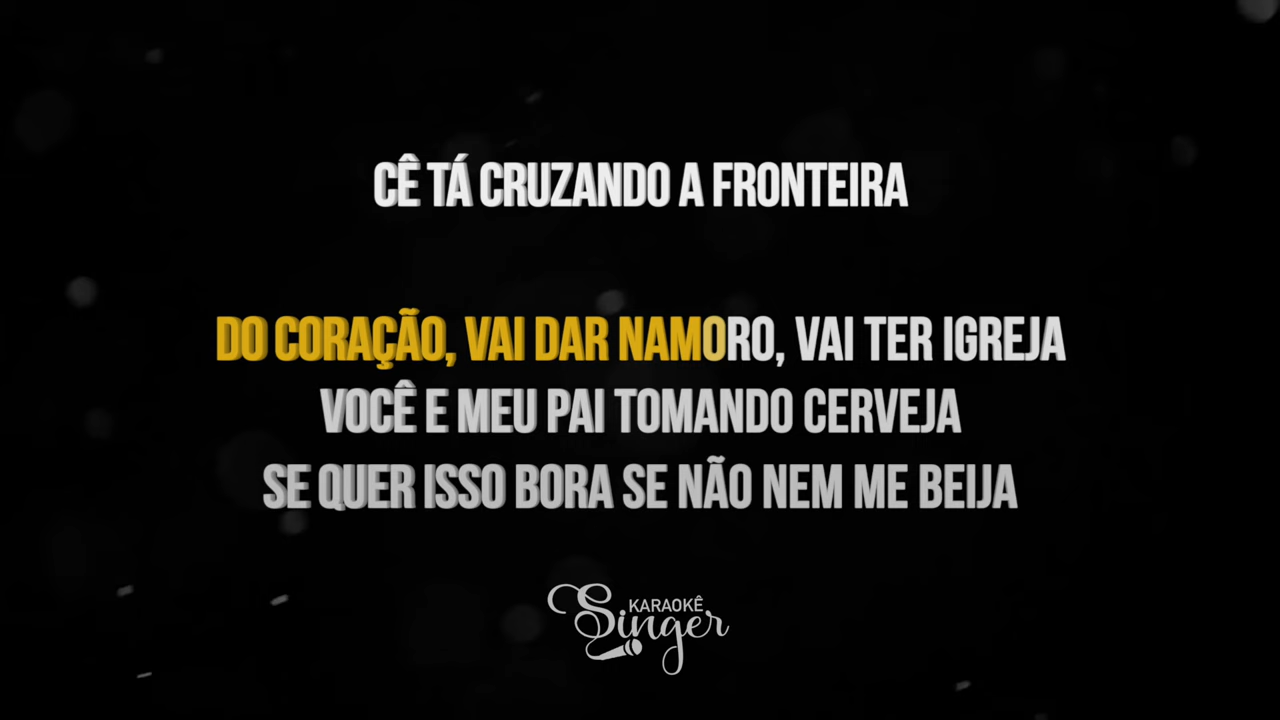 CÊ TÁ CRUZANDO A FRONTEIRA
DO CORAÇÃO, VAI DAR NAMORO, VAI TER IGREJA
VOCÊ E MEU PAI TOMANDO CERVEJA
SE QUER ISSO BORA SE NÃO NEM ME BEIJA
KARAOKÊ
Singer